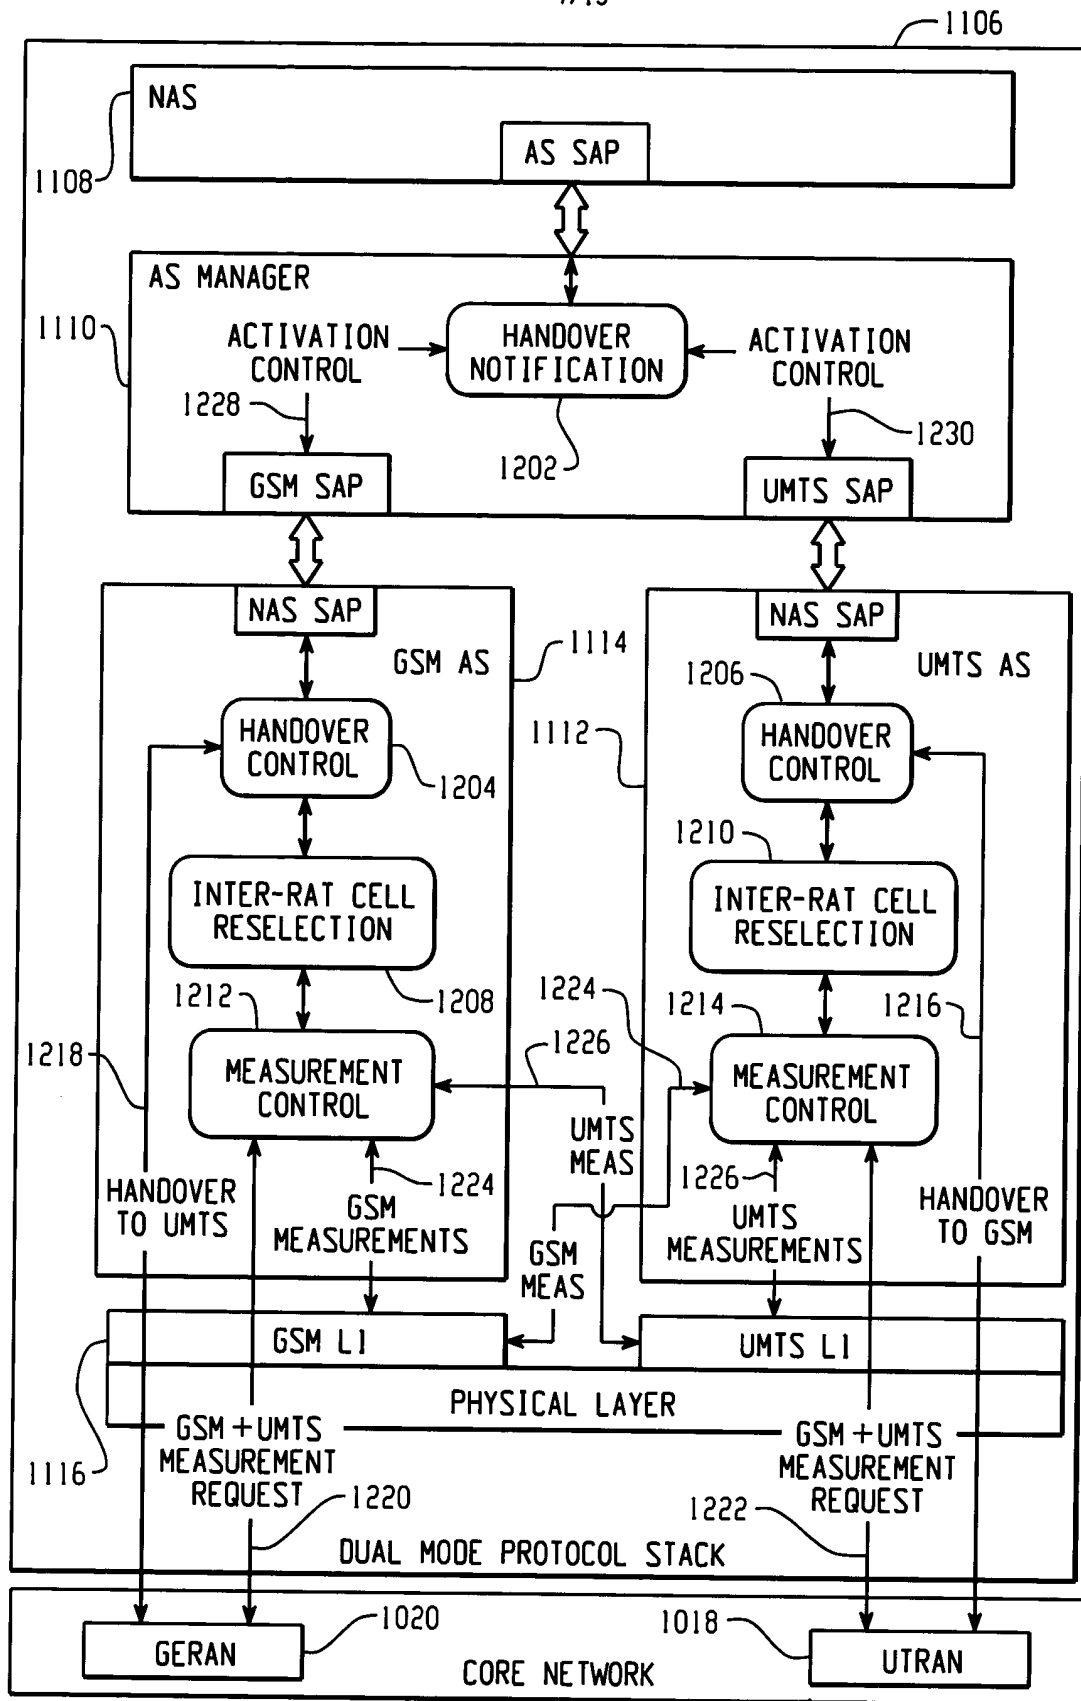 1106
NAS
AS SAP
1108
AS MANAGER
1110
ACTIVATION
CONTROL
HANDOVER
NOTIFICATION
ACTIVATION
CONTROL
1228
1202
1230
GSM SAP
UMTS SAP
NAS SAP
NAS SAP
GSM AS
1114
UMTS AS
1206
HANDOVER
CONTROL
1204
1112
HANDOVER
CONTROL
1210
INTER-RAT CELL
RESELECTION
INTER-RAT CELL
RESELECTION
1212
1208
1224
1214
1216
1218
1226
MEASUREMENT
CONTROL
MEASUREMENT
CONTROL
UMTS
MEAS
1224
1226
HANDOVER
TO UMTS
GSM
MEASUREMENTS
GSM
MEAS
UMTS
MEASUREMENTS
HANDOVER
TO GSM
GSM L1
UMTS L1
PHYSICAL LAYER
1116
GSM+UMTS
MEASUREMENT
REQUEST
GSM+UMTS
MEASUREMENT
REQUEST
1220
1222
DUAL MODE PROTOCOL STACK
GERAN
1020
1018
UTRAN
CORE NETWORK